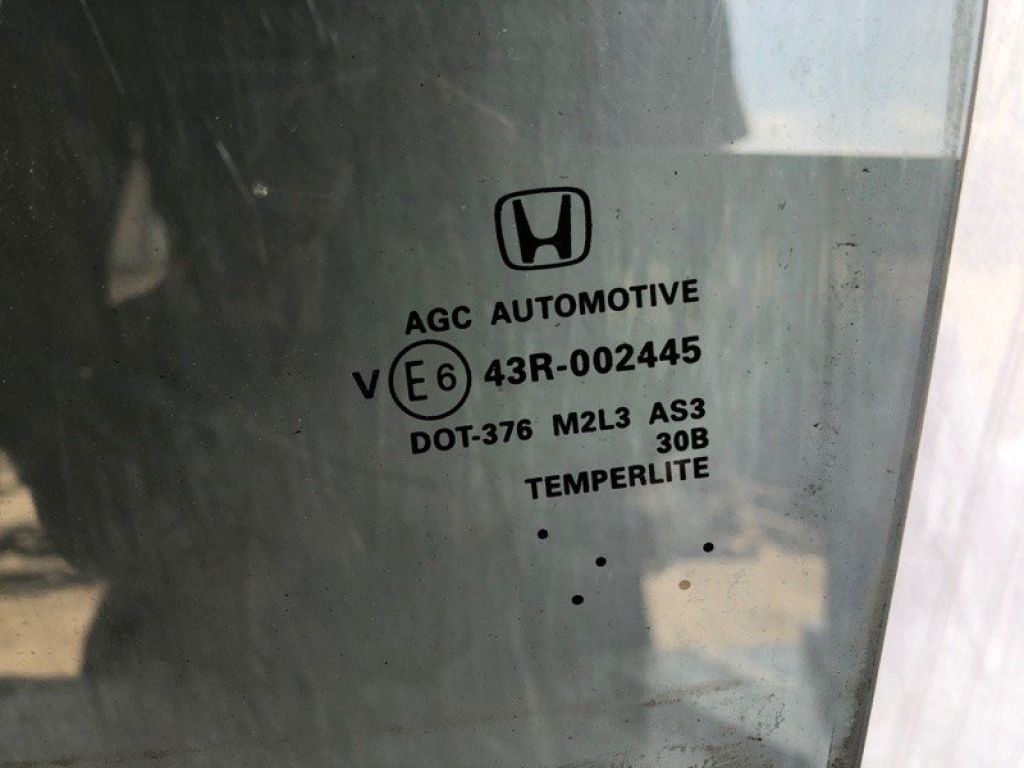 AGC AUTOMOTIVE
V E6 43R-002445
DOT-376 M2L3 AS3
30B
TEMPERLITE